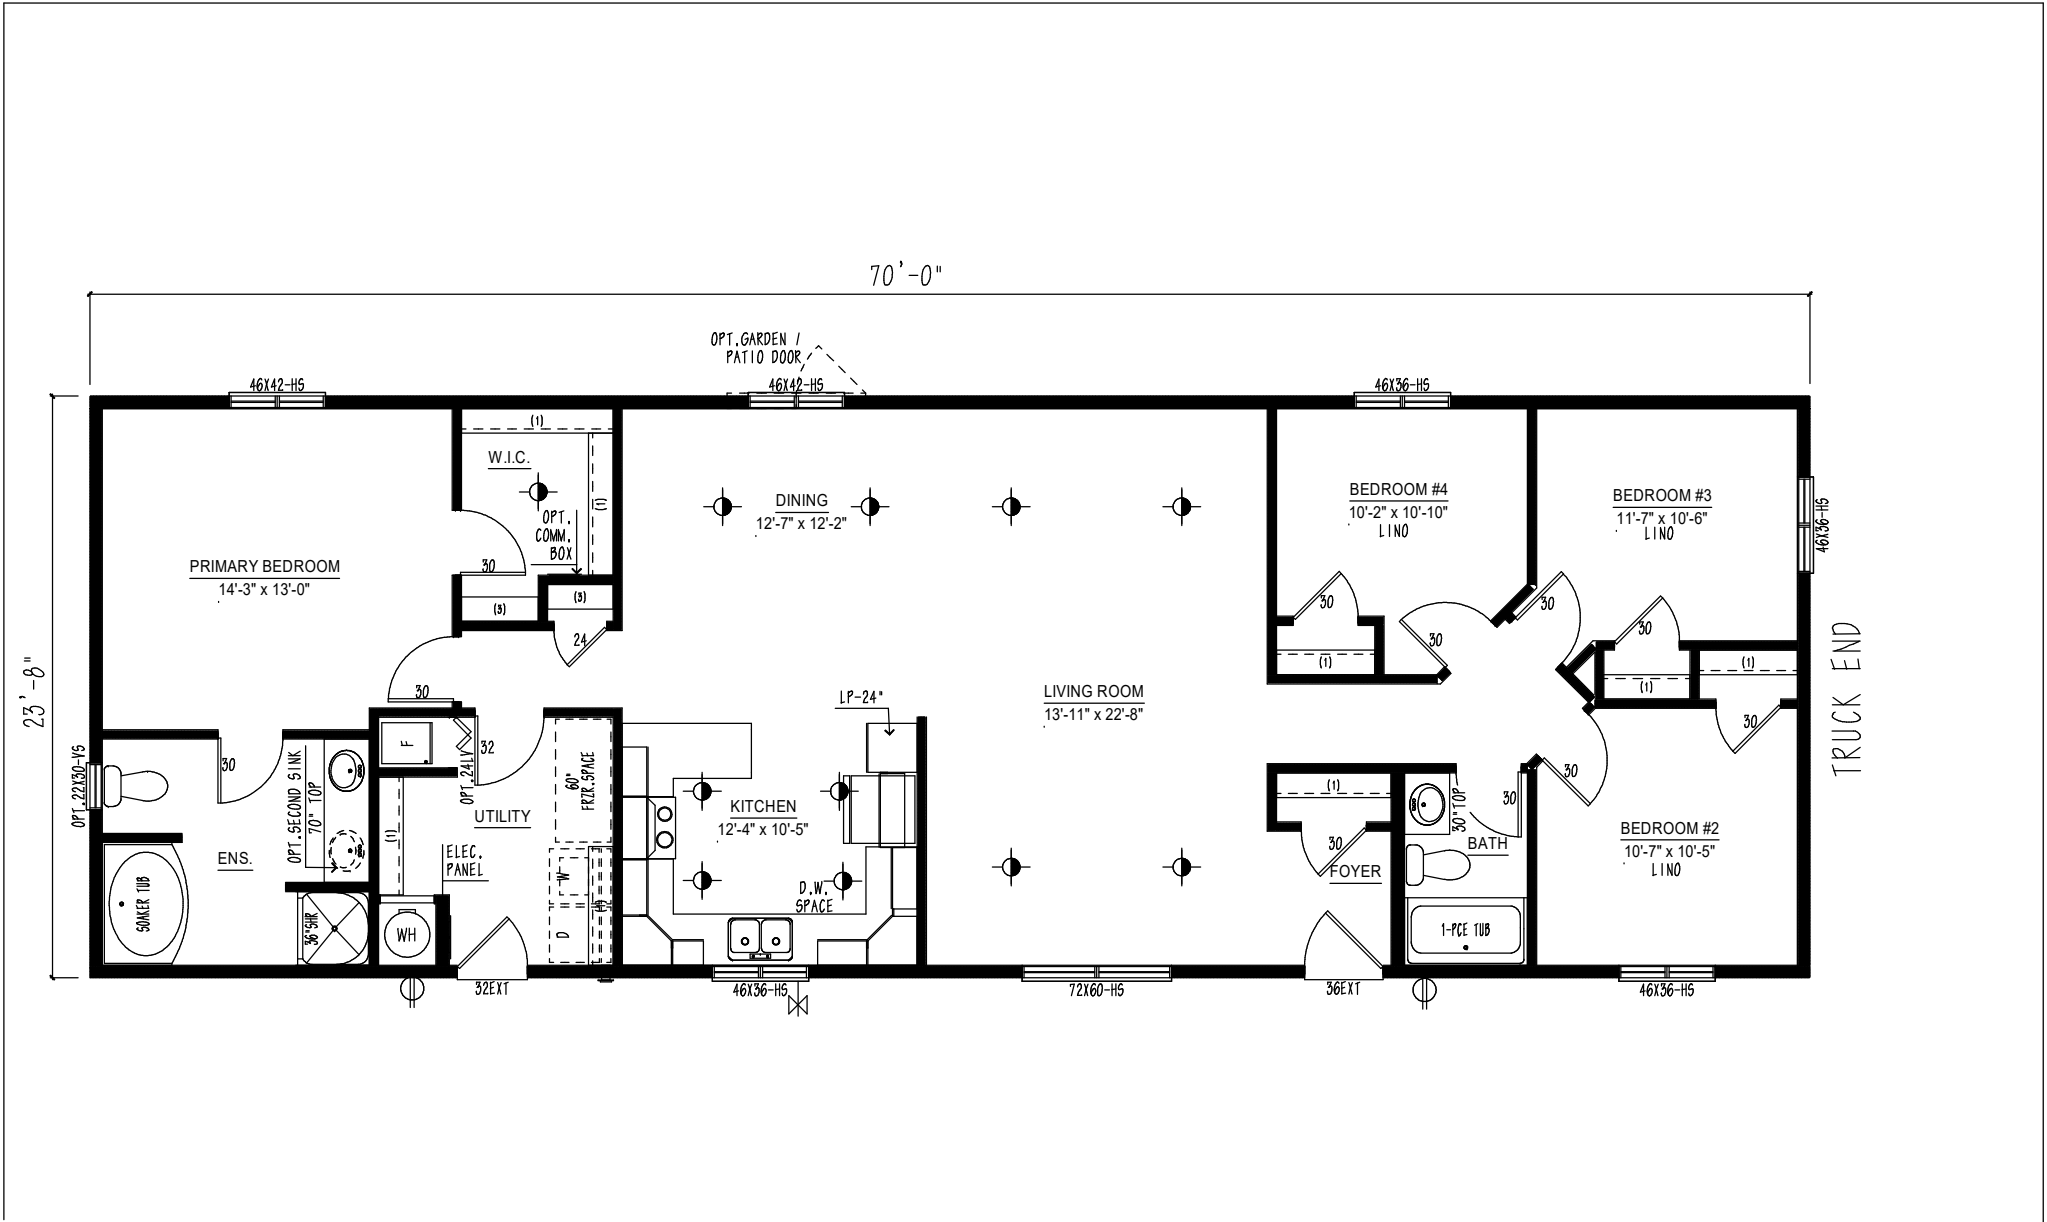 70'-0"
OPT.GARDEN /
PATIO DOOR
46X42-HS
46X42-HS
46X36-HS
(1)
W.I.C.
(1)
OPT.
COMM.
BOX
30
(3)
(3)
24
PRIMARY BEDROOM
14'-3" x 13'-0"
30
DINING
12'-7" x 12'-2"
BEDROOM #4
10'-2" x 10'-10"
LINO
30
(1)
30
BEDROOM #3
11'-7" x 10'-6"
LINO
30
30
(1)
(1)
30
46X36-HS
TRUCK END
23'-8"
LIVING ROOM
13'-11" x 22'-8"
LP-24"
F
OPT.24LV
32
60"
FRZR.SPACE
OPT.22X30-VS
30
OPT.SECOND SINK
70" TOP
ENS.
SOAKER TUB
36"SHR
(1)
UTILITY
ELEC.
PANEL
WH
W
D
(1)
KITCHEN
12'-4" x 10'-5"
D.W.
SPACE
(1)
30
FOYER
30"TOP
30
BATH
1-PCE TUB
30
BEDROOM #2
10'-7" x 10'-5"
LINO
32EXT
46X36-HS
72X60-HS
36EXT
46X36-HS